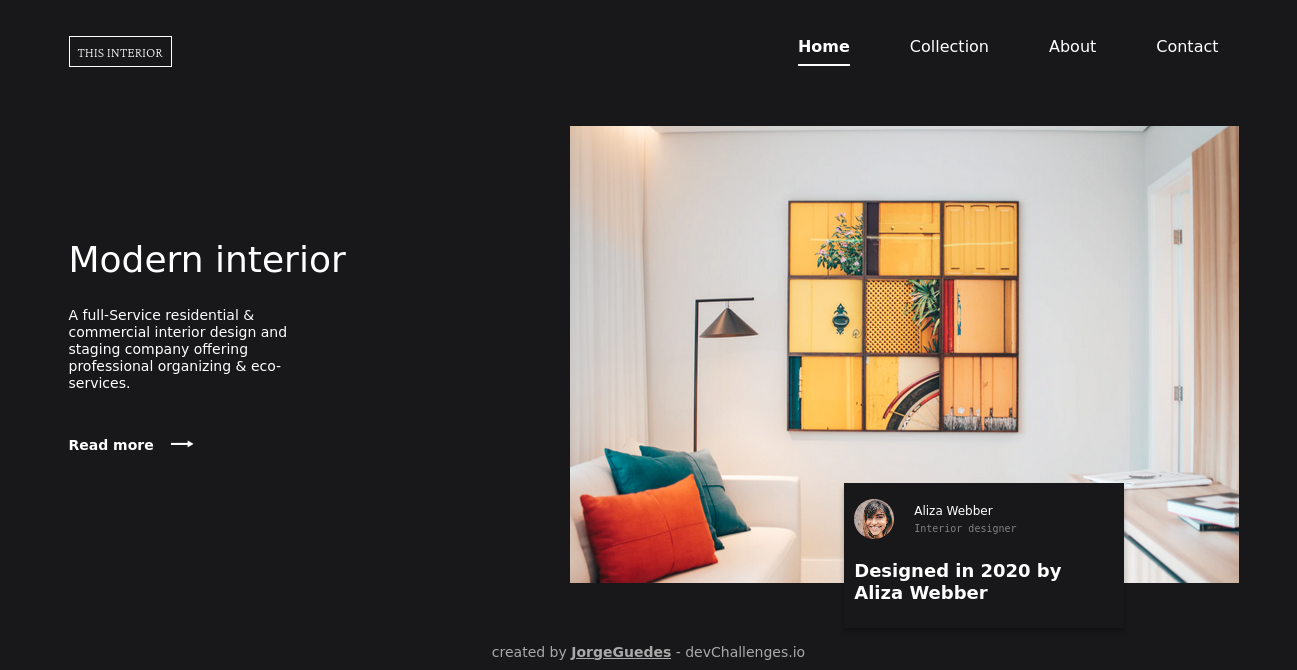 THIS INTERIOR
Home
Collection
About
Contact
Modern interior
A full-Service residential &
commercial interior design and
staging company offering
professional organizing & eco-
services.
Read more
Aliza Webber
Interior designer
Designed in 2020 by
Aliza Webber
created by JorgeGuedes - devChallenges.io